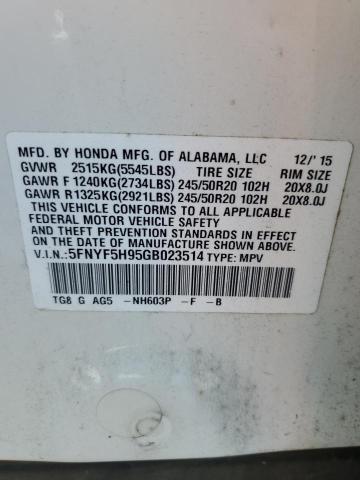 MFD. BY HONDA MFG. OF ALABAMA, LLC 12/'15
GVWR 2515KG(5545LBS) TIRE SIZE RIM SIZE
GAWR F 1240KG(2734LBS) 245/50R20 102H 20X8.0J
GAWR R 1325KG(2921LBS) 245/50R20 102H 20X8.0J
THIS VEHICLE CONFORMS TO ALL APPLICABLE
FEDERAL MOTOR VEHICLE SAFETY
AND THEFT PREVENTION STANDARDS IN EFFECT
ON THE DATE OF MANUFACTURE SHOWN ABOVE.
V.I.N.:5FNYF5H95GB023514 TYPE: MPV
TG8 G AG5 -NH603P -F -B